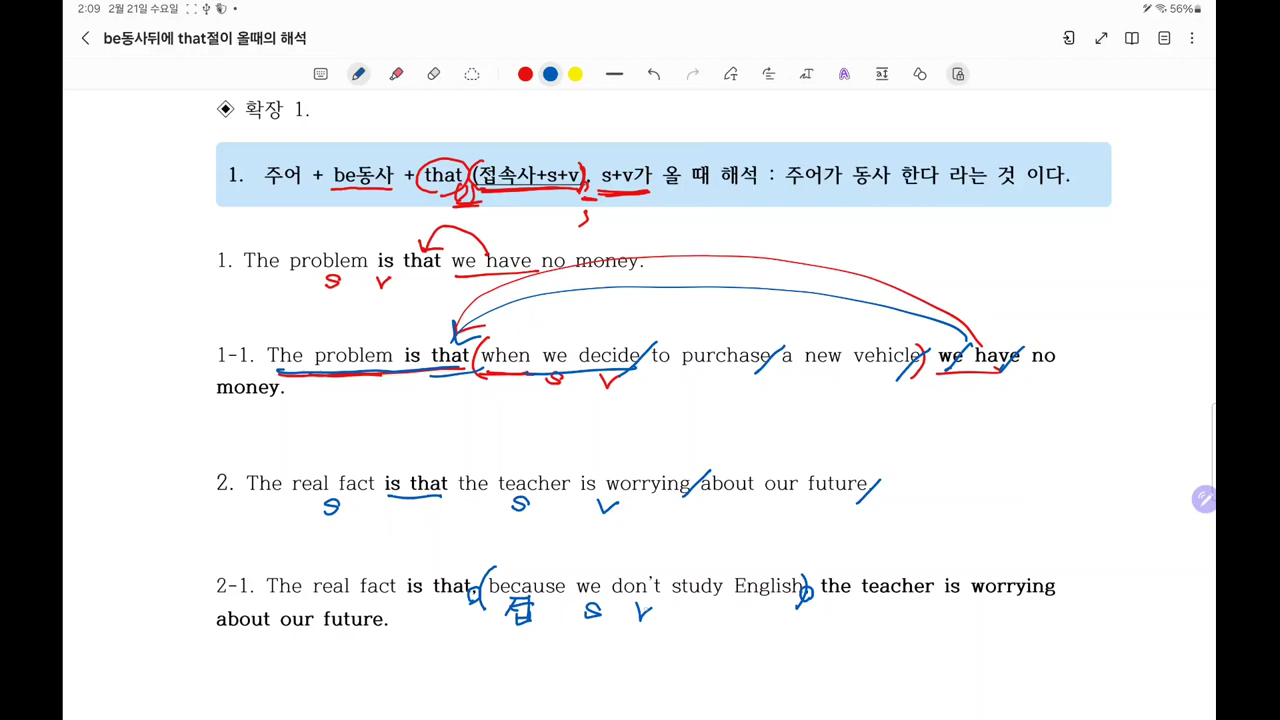 2:09 2월 21일 수요일 56%
be동사뒤에 that절이 올때의 해석
◈ 확장 1.
1. 주어 + be동사 + that (접속사+s+v), s+v가 올 때 해석 : 주어가 동사 한다 라는 것 이다.
1. The problem is that we have no money.
s v
1-1. The problem is that (when we decide to purchase a new vehicle) we have no
s v
money.
2. The real fact is that the teacher is worrying about our future
s s v
2-1. The real fact is that, (because we don't study English) the teacher is worrying
접 s v
about our future.